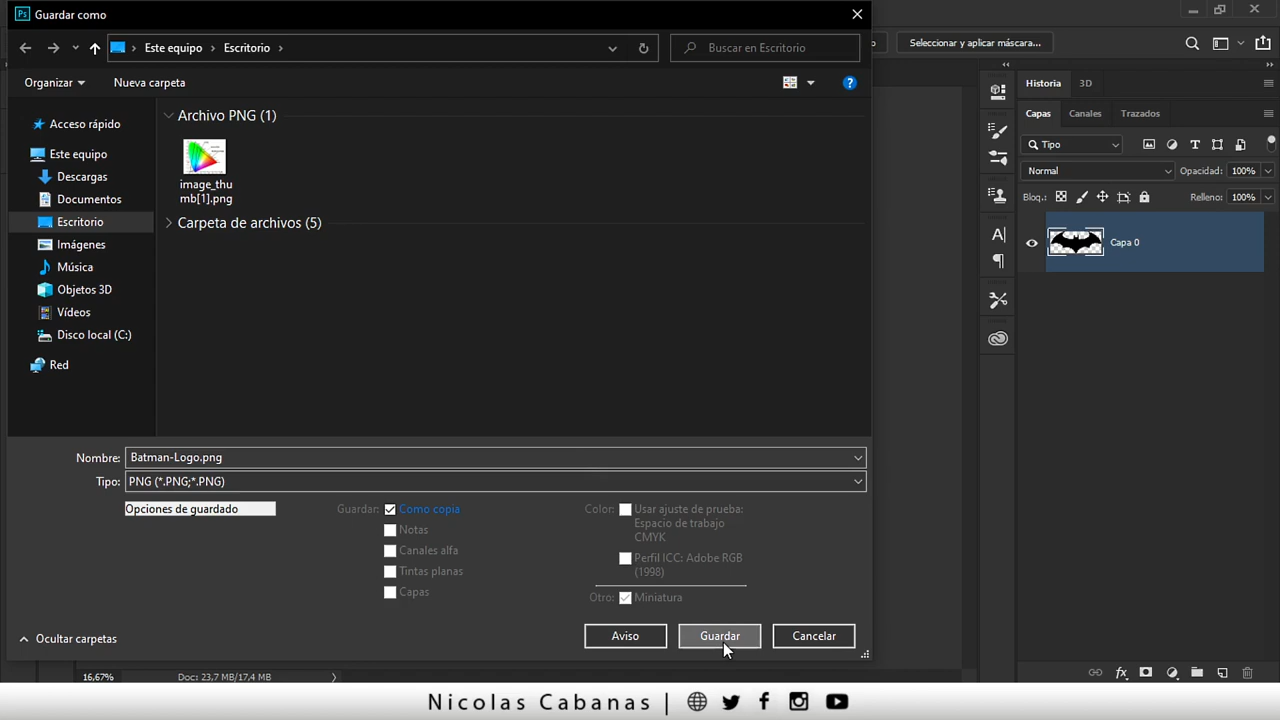 Ps Guardar como
Este equipo > Escritorio >
Buscar en Escritorio
Seleccionar y aplicar máscara...
Organizar
Nueva carpeta
?
Historia
3D
Acceso rápido
Este equipo
Descargas
Documentos
Escritorio
Imágenes
Música
Objetos 3D
Vídeos
Disco local (C:)
Red
Archivo PNG (1)
image_thu
mb[1].png
Carpeta de archivos (5)
Capas
Canales
Trazados
Tipo
Normal
Opacidad: 100%
Bloq.:
Relleno: 100%
Capa 0
Nombre: Batman-Logo.png
Tipo: PNG (*.PNG;*.PNG)
Opciones de guardado
Guardar: Como copia
Notas
Canales alfa
Tintas planas
Capas
Color: Usar ajuste de prueba:
Espacio de trabajo
CMYK
Perfil ICC: Adobe RGB
(1998)
Otro: Miniatura
Ocultar carpetas
Aviso
Guardar
Cancelar
16,67%
Doc: 23,7 MB/17,4 MB
fx
Nicolas Cabanas |